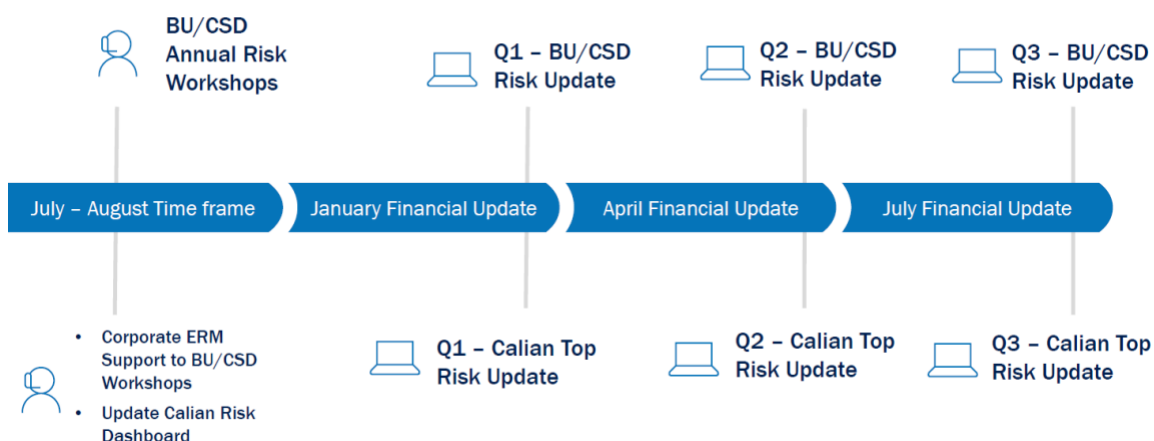 BU/CSD
Annual Risk
Workshops
Q1 – BU/CSD
Risk Update
Q2 – BU/CSD
Risk Update
Q3 – BU/CSD
Risk Update
July – August Time frame
January Financial Update
April Financial Update
July Financial Update
• Corporate ERM
Support to BU/CSD
Workshops
• Update Calian Risk
Dashboard
Q1 – Calian Top
Risk Update
Q2 – Calian Top
Risk Update
Q3 – Calian Top
Risk Update